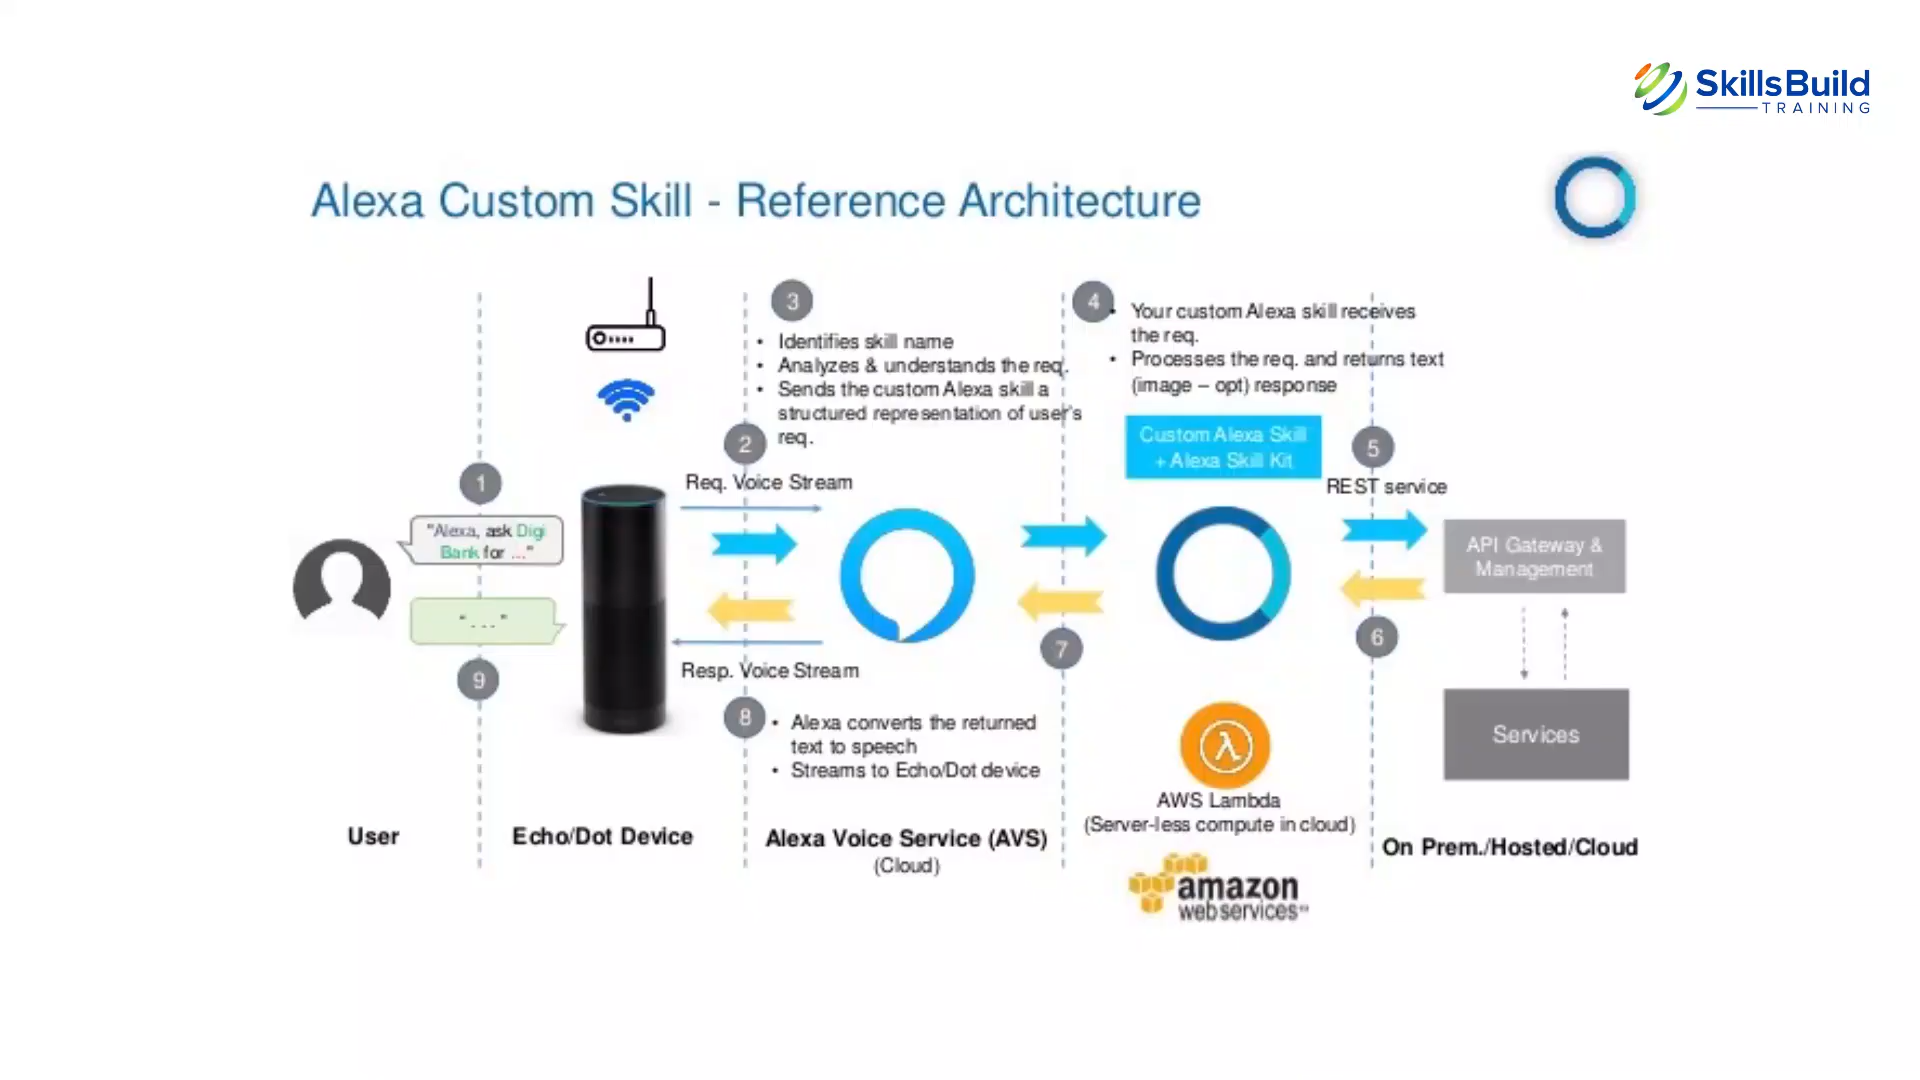 SkillsBuild
TRAINING
Alexa Custom Skill - Reference Architecture
3
• Identifies skill name
• Analyzes & understands the req.
• Sends the custom Alexa skill a
structured representation of user's
req.
4
• Your custom Alexa skill receives
the req.
• Processes the req. and returns text
(image – opt) response
Custom Alexa Skill
+ Alexa Skill Kit
5
REST service
2
Req. Voice Stream
1
"Alexa, ask Digi
Bank for ..."
API Gateway &
Management
" . . . "
6
7
Resp. Voice Stream
9
8
• Alexa converts the returned
text to speech
• Streams to Echo/Dot device
Services
λ
AWS Lambda
(Server-less compute in cloud)
User
Echo/Dot Device
Alexa Voice Service (AVS)
(Cloud)
On Prem./Hosted/Cloud
amazon
webservices